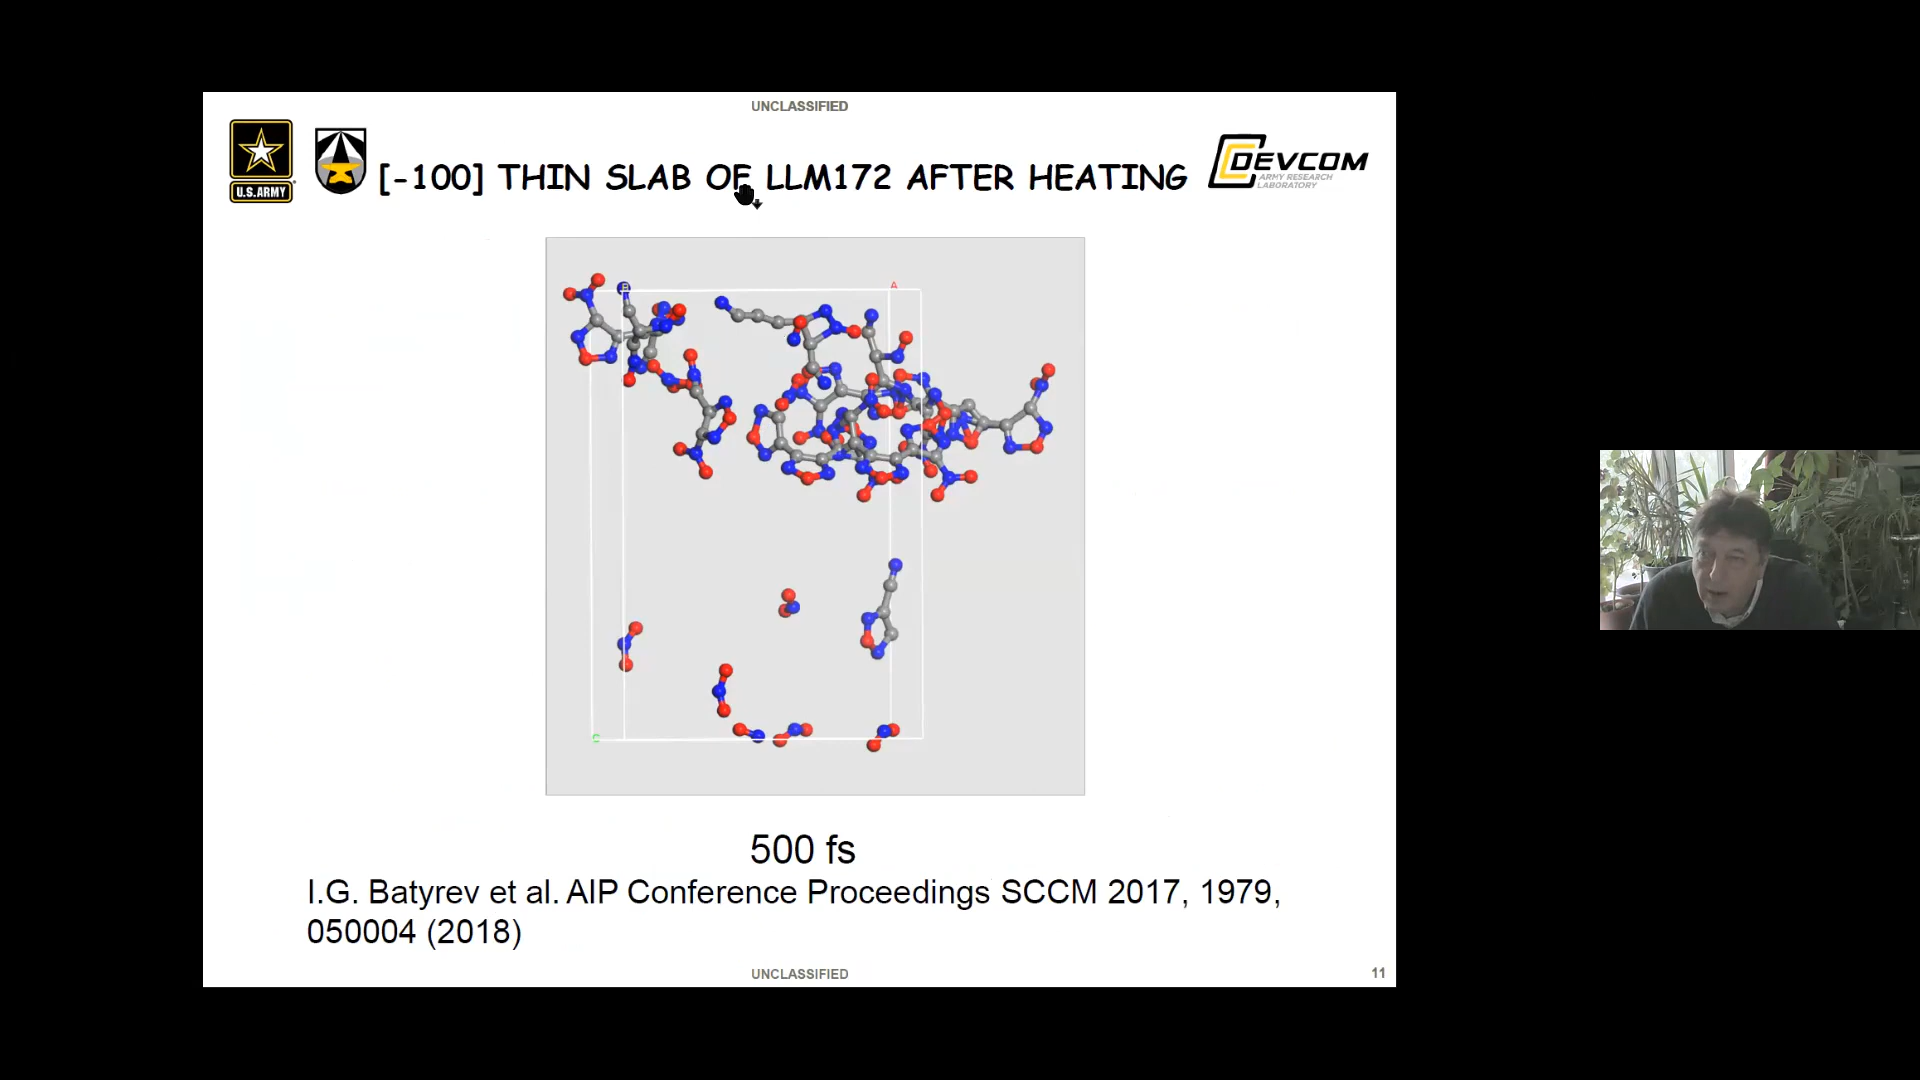 UNCLASSIFIED
[-100] THIN SLAB OF LLM172 AFTER HEATING
U.S.ARMY
DEVCOM
ARMY RESEARCH
LABORATORY
B
A
C
500 fs
I.G. Batyrev et al. AIP Conference Proceedings SCCM 2017, 1979,
050004 (2018)
UNCLASSIFIED
11